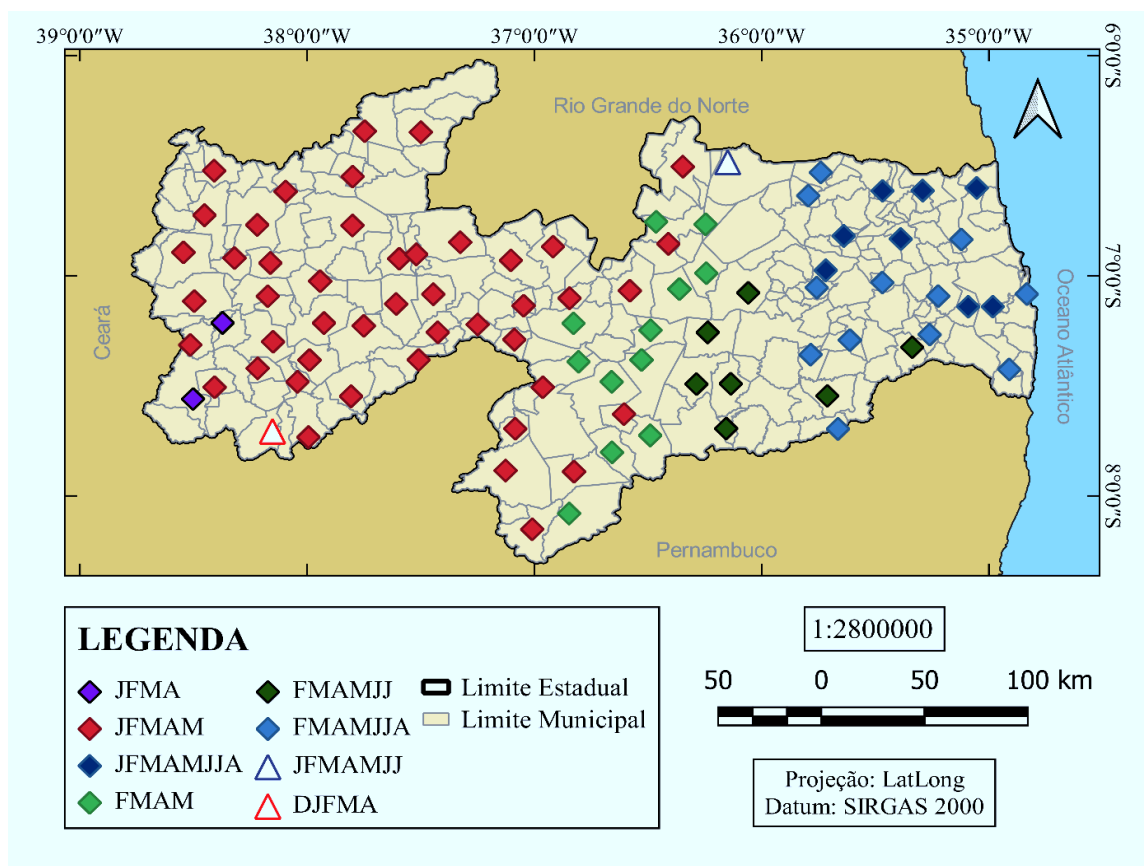 39°0′0″W 38°0′0″W 37°0′0″W 36°0′0″W 35°0′0″W
6°0′0″S
Rio Grande do Norte
7°0′0″S
Ceará
Oceano Atlântico
8°0′0″S
Pernambuco
LEGENDA
JFMA
JFMAM
JFMAMJJA
FMAM
FMAMJJ
FMAMJJA
JFMAMJJ
DJFMA
Limite Estadual
Limite Municipal
1:2800000
50 0 50 100 km
Projeção: LatLong
Datum: SIRGAS 2000